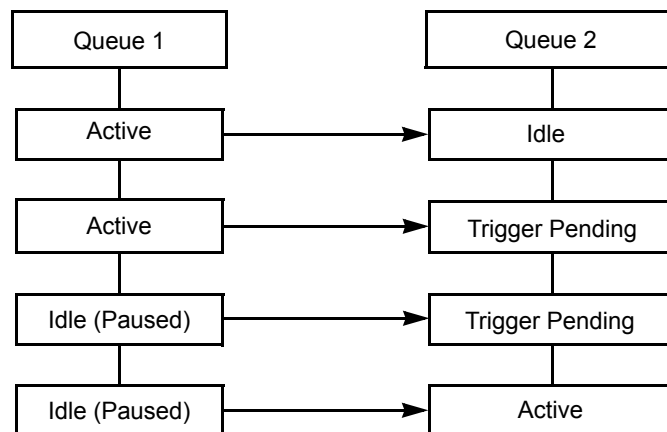 Queue 1
Queue 2
Active
Idle
Active
Trigger Pending
Idle (Paused)
Trigger Pending
Idle (Paused)
Active